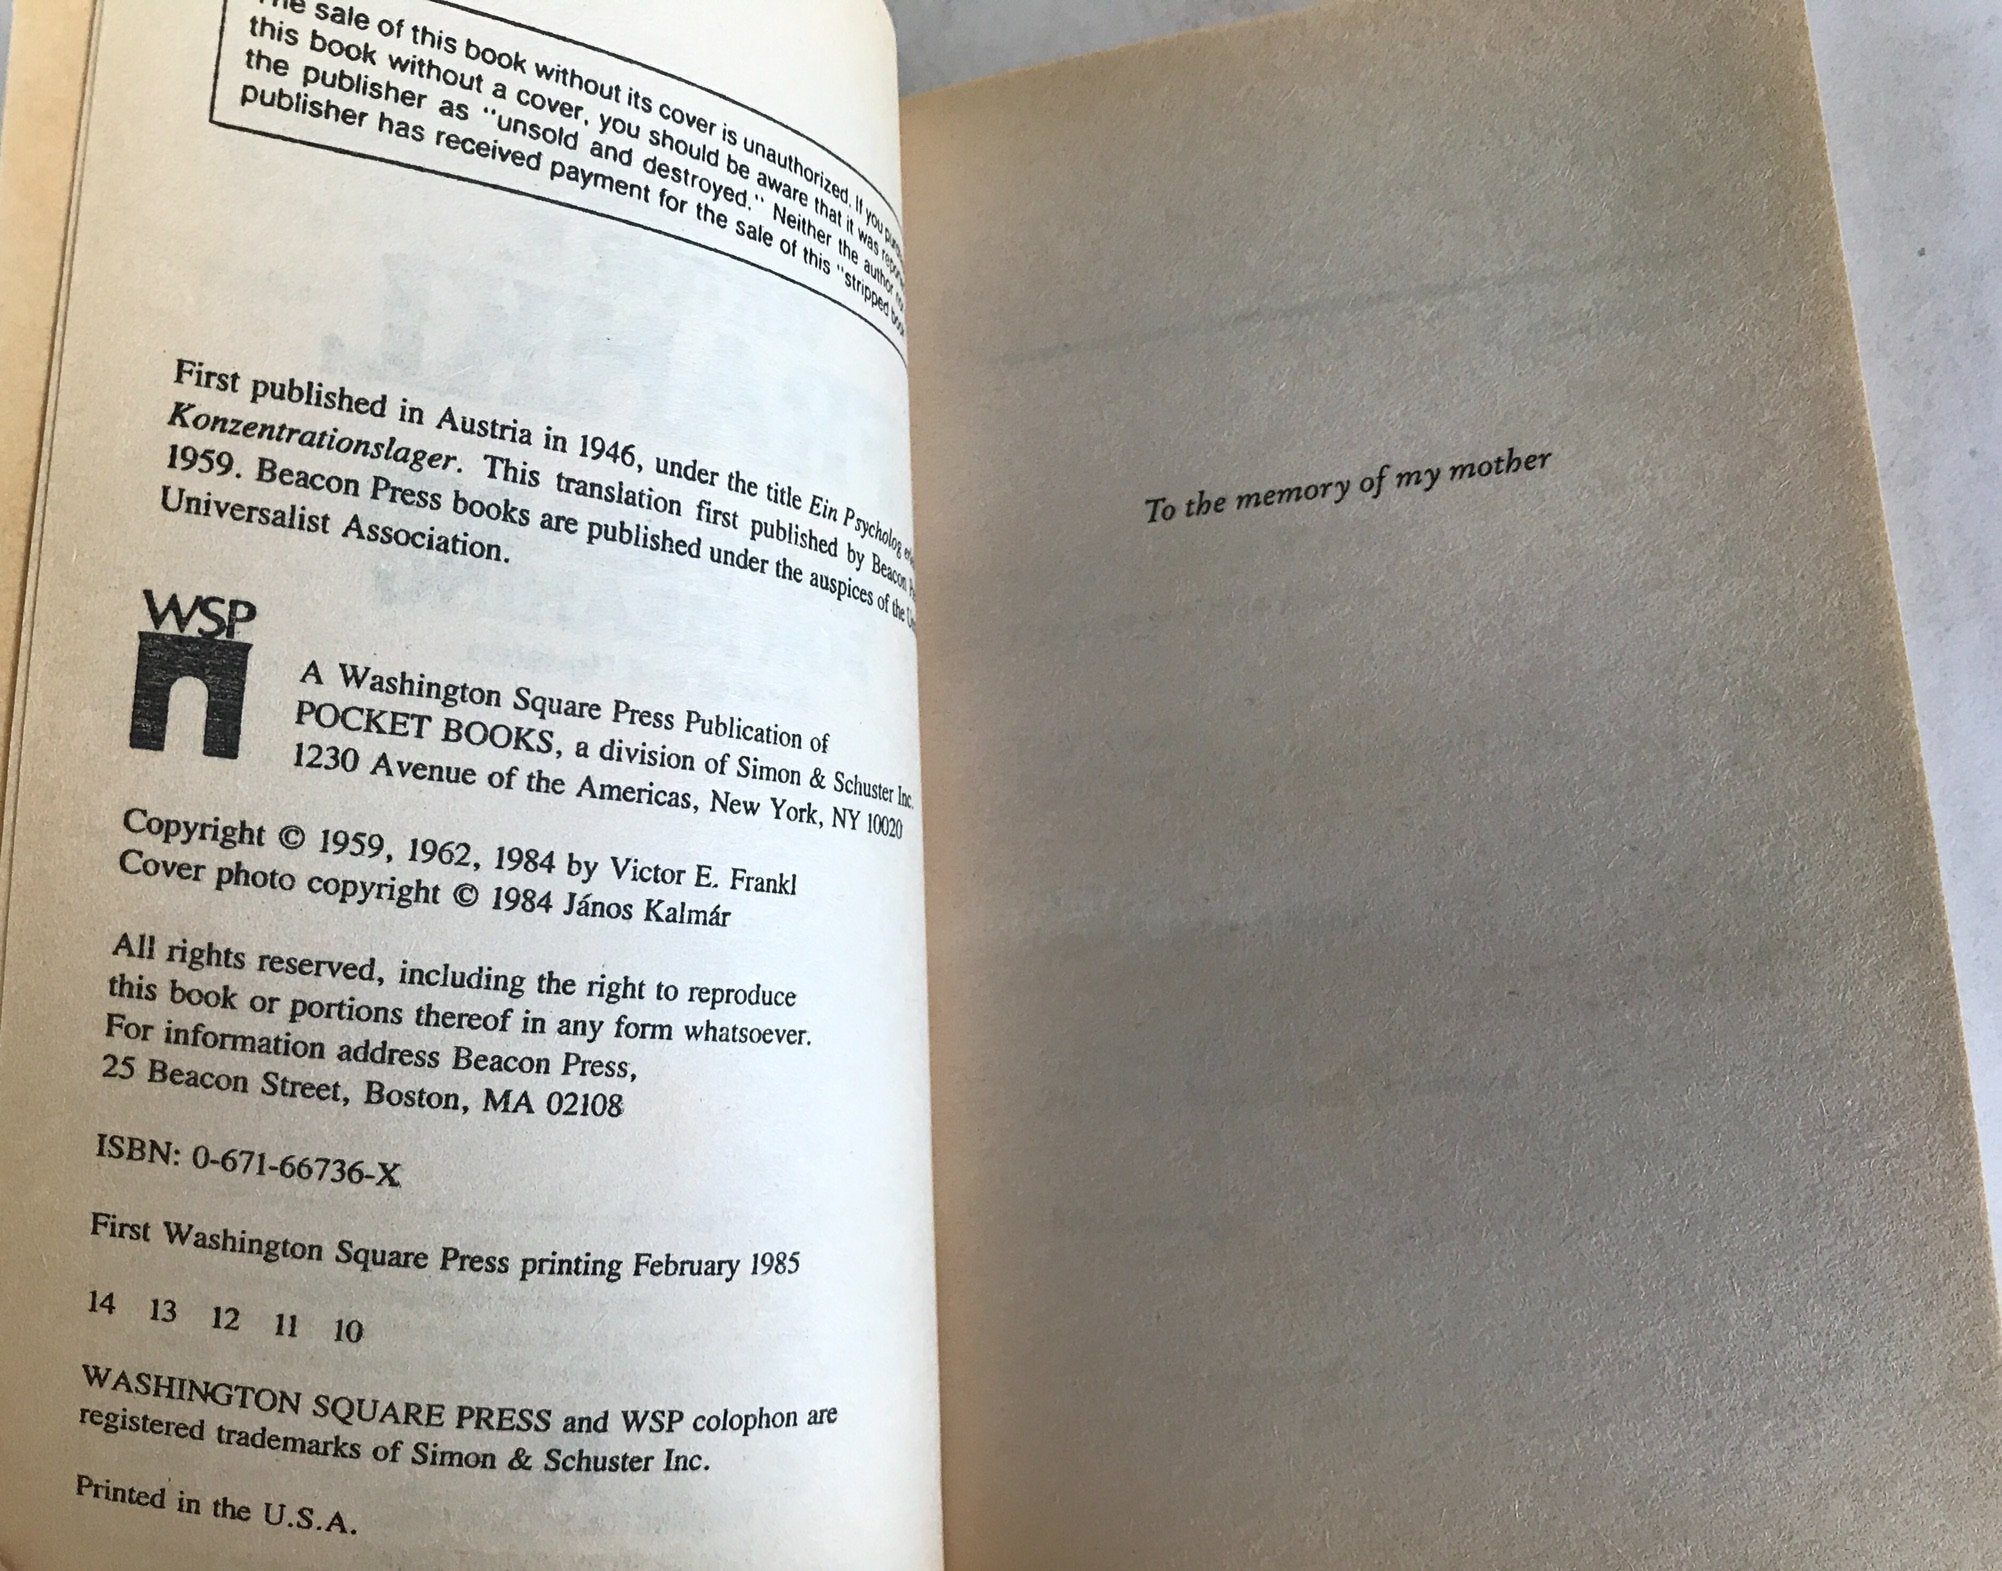 The sale of this book without its cover is unauthorized. If you
this book without a cover, you should be aware that it was
the publisher as "unsold and destroyed." Neither the author
publisher has received payment for the sale of this "stripped
First published in Austria in 1946, under the title Ein Psycholog
Konzentrationslager. This translation first published by Beacon
1959. Beacon Press books are published under the auspices of the
Universalist Association.
WSP
A Washington Square Press Publication of
POCKET BOOKS, a division of Simon & Schuster Inc.
1230 Avenue of the Americas, New York, NY 10020
Copyright © 1959, 1962, 1984 by Victor E. Frankl
Cover photo copyright © 1984 János Kalmár
All rights reserved, including the right to reproduce
this book or portions thereof in any form whatsoever.
For information address Beacon Press,
25 Beacon Street, Boston, MA 02108
ISBN: 0-671-66736-X
First Washington Square Press printing February 1985
14 13 12 11 10
WASHINGTON SQUARE PRESS and WSP colophon are
registered trademarks of Simon & Schuster Inc.
Printed in the U.S.A.
To the memory of my mother